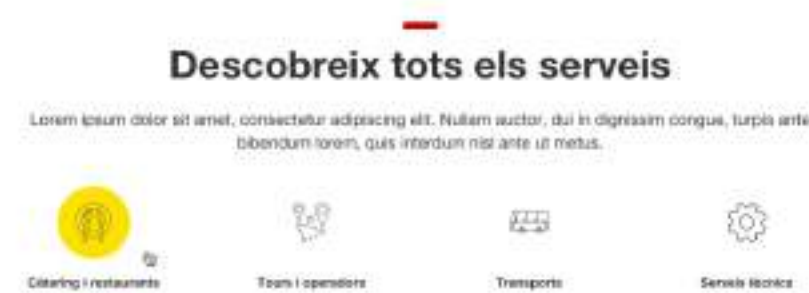 Descobreix tots els serveis
Lorem ipsum dolor sit amet, consectetur adipiscing elit. Nullam auctor, dui in dignissim congue, turpis ante
bibendum lorem, quis interdum nisl ante ut metus.
Càtering i restaurants
Tours i operadors
Transports
Serveis tècnics